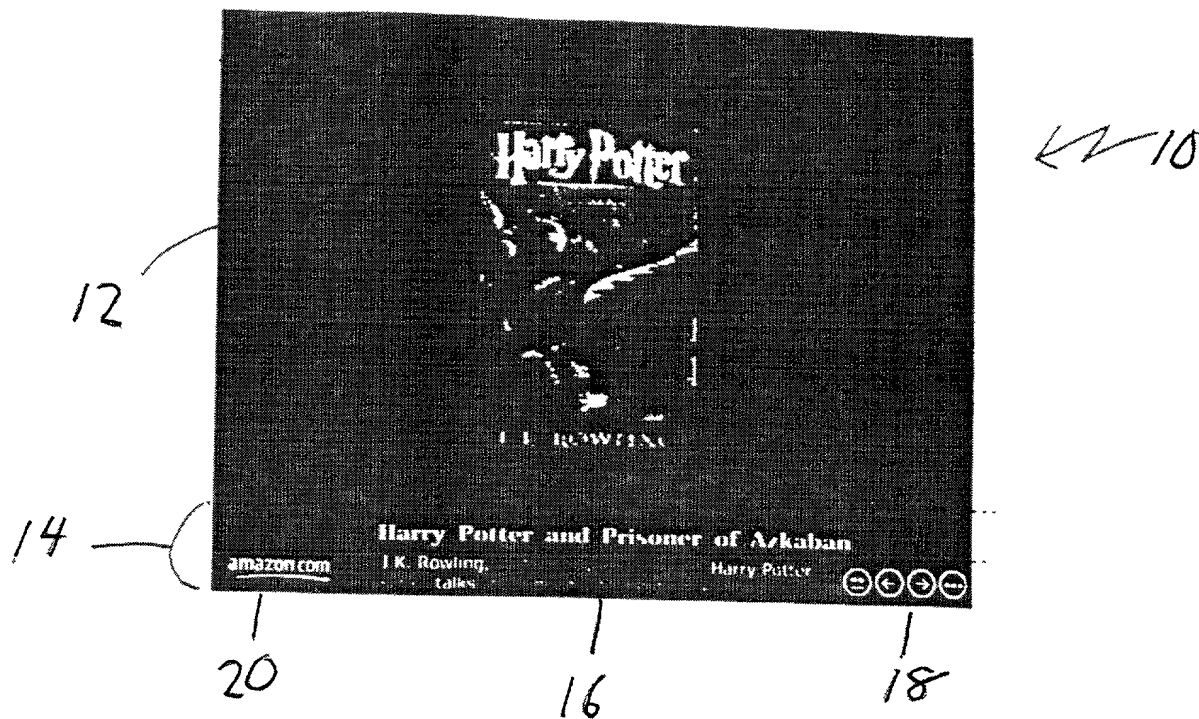 Harry Potter
10
12
J. K. ROWLING
14
Harry Potter and Prisoner of Azkaban
amazon.com
J.K. Rowling,
talks
Harry Potter
20
16
18